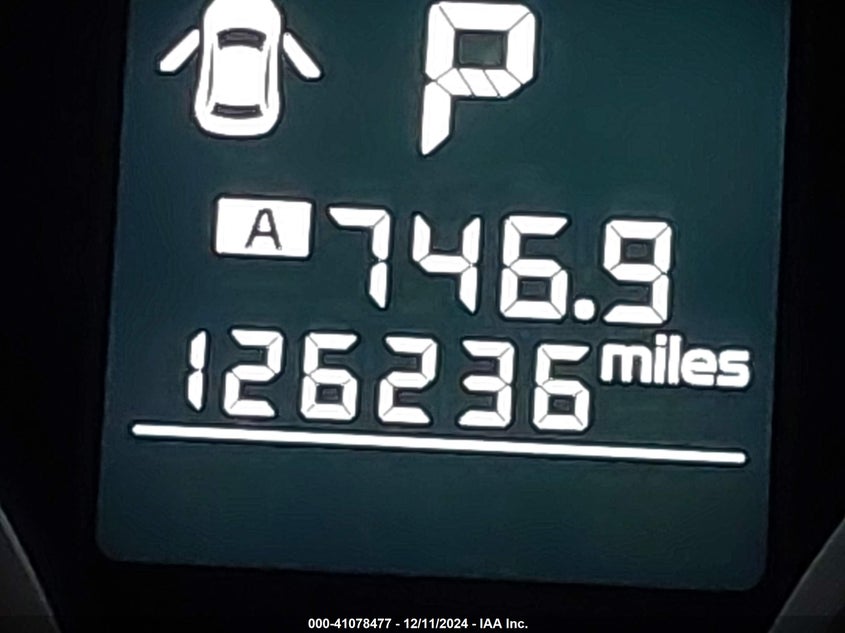 P
A 746.9
126236 miles
000-41078477 - 12/11/2024 - IAA Inc.